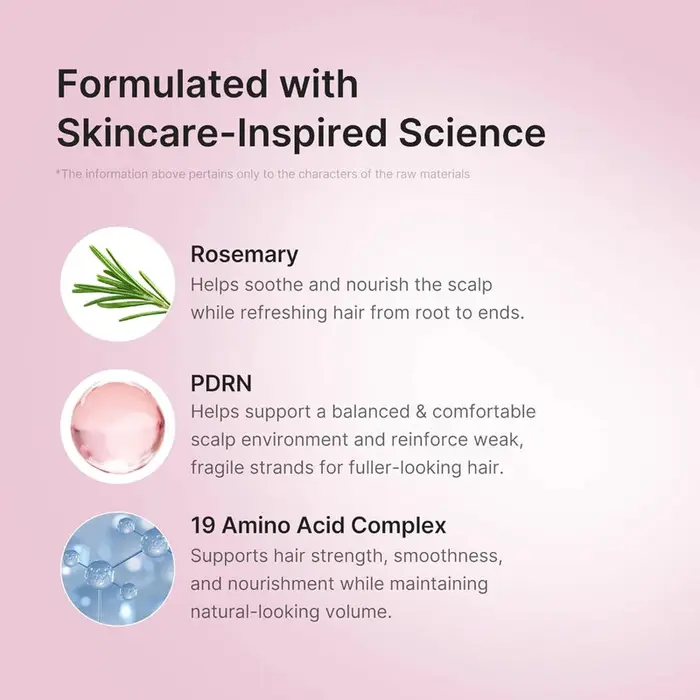 Formulated with
Skincare-Inspired Science
*The information above pertains only to the characters of the raw materials
Rosemary
Helps soothe and nourish the scalp
while refreshing hair from root to ends.
PDRN
Helps support a balanced & comfortable
scalp environment and reinforce weak,
fragile strands for fuller-looking hair.
19 Amino Acid Complex
Supports hair strength, smoothness,
and nourishment while maintaining
natural-looking volume.